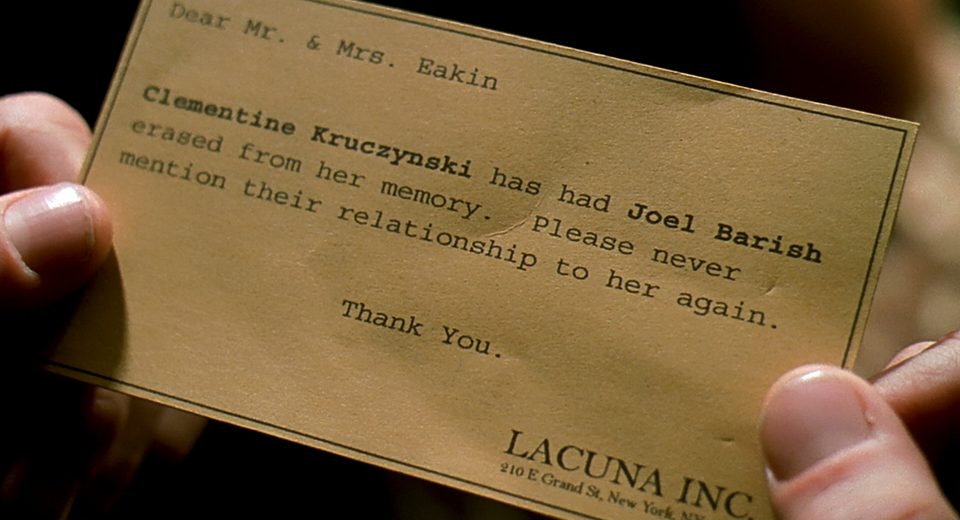 Dear Mr. & Mrs. Eakin
Clementine Kruczynski has had Joel Barish
erased from her memory. Please never
mention their relationship to her again.
Thank You.
LACUNA INC.
210 E Grand St, New York, NY